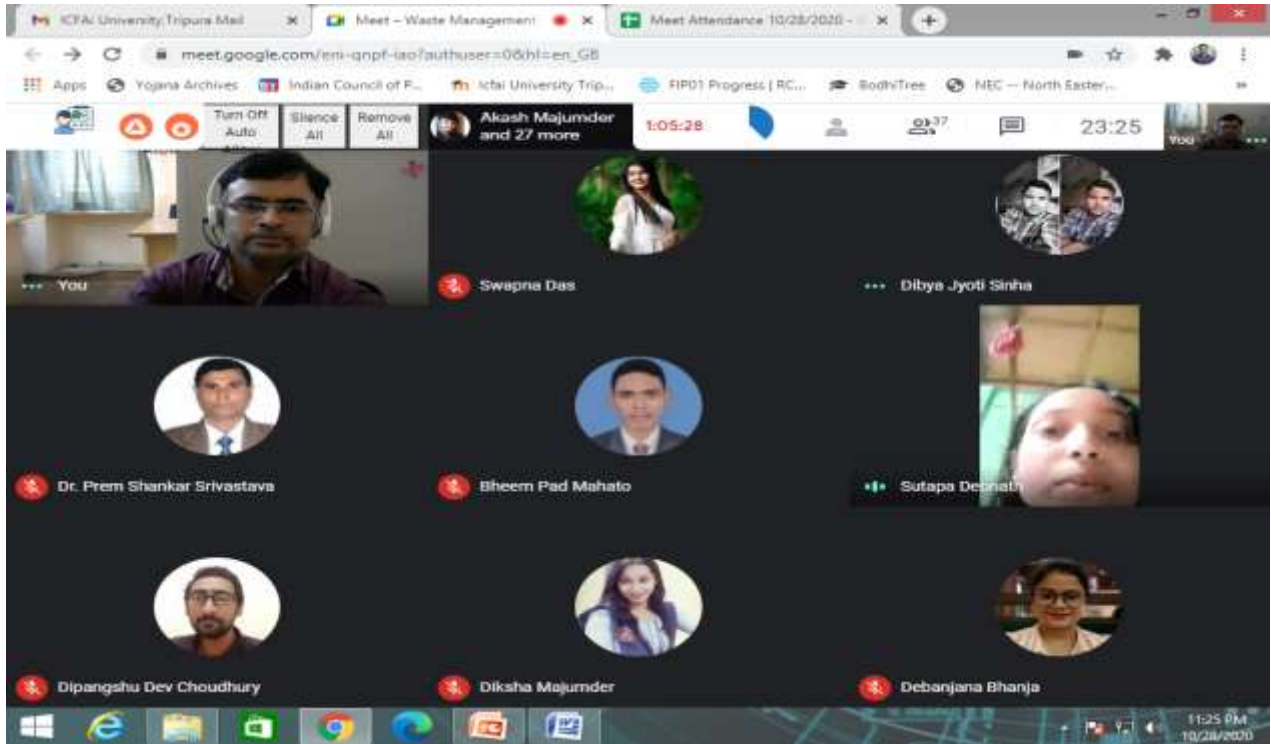 ICFAI University,Tripura Mail
Meet – Waste Management
Meet Attendance 10/28/2020 -
meet.google.com/ ?authuser=0&hl=en_GB
Apps
Yojana Archives
Indian Council of F...
Icfai University Trip...
FIP01 Progress | RC...
BodhiTree
NEC — North Easter...
Turn Off Auto
Silence All
Remove All
Akash Majumder and 27 more
1:05:28
37
23:25
You
You
Swapna Das
Dibya Jyoti Sinha
Dr. Prem Shankar Srivastava
Bheem Pad Mahato
Sutapa Debnath
Dipangshu Dev Choudhury
Diksha Majumder
Debanjana Bhanja
11:25 PM
10/28/2020